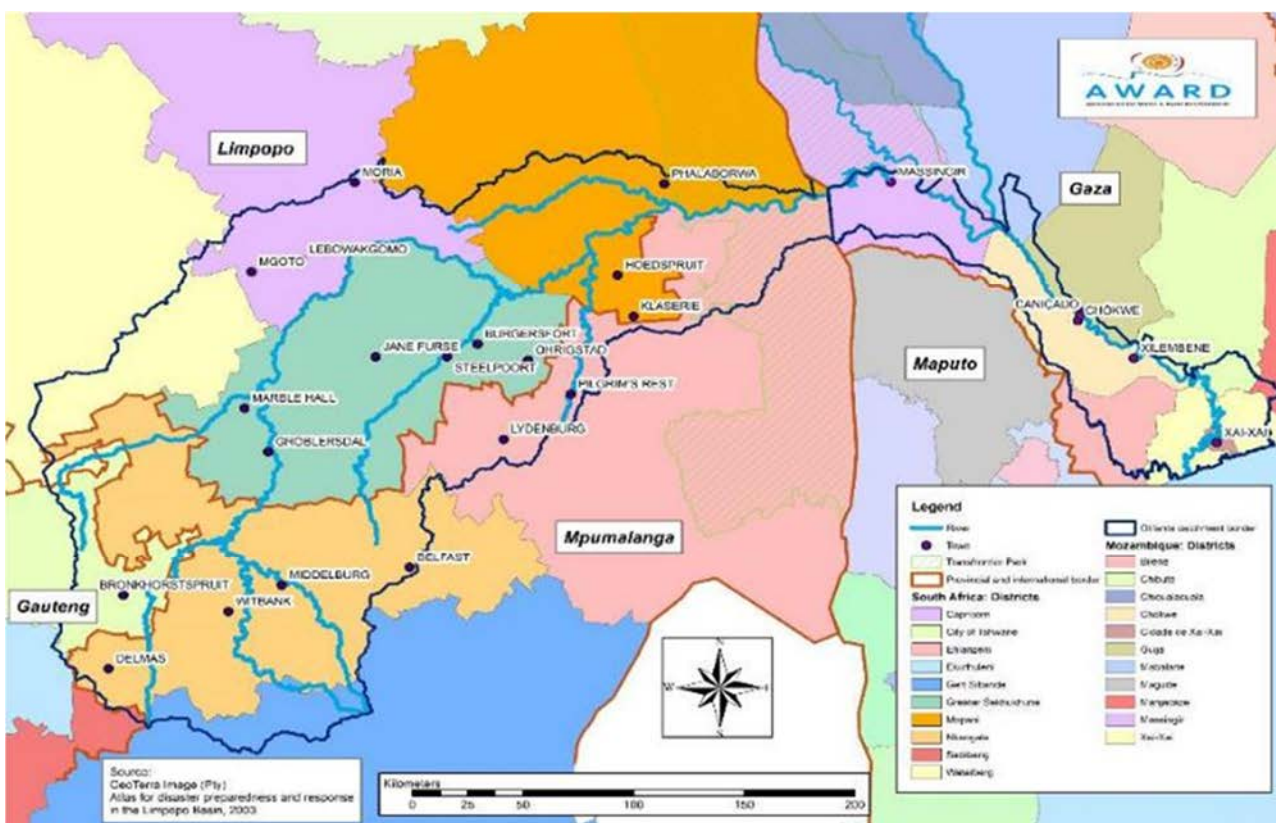 AWARD
Limpopo
MORIA
PHALABORWA
MASSINGIR
Gaza
LEBOWAKGOMO
MGOTO
HOEDSPRUIT
KLASERIE
CANIÇADO
CHÓKWE
BURGERSFORT
JANE FURSE
OHRIGSTAD
STEELPOORT
XILEMBENE
Maputo
PILGRIM'S REST
MARBLE HALL
LYDENBURG
XAI-XAI
GROBLERSDAL
Mpumalanga
BELFAST
MIDDELBURG
BRONKHORSTSPRUIT
WITBANK
Gauteng
DELMAS
Legend
River
Town
Transfrontier Park
Provincial and international border
South Africa: Districts
Capricorn
City of Tshwane
Ehlanzeni
Ekurhuleni
Gert Sibande
Greater Sekhukhune
Mopani
Nkangala
Sedibeng
Waterberg
Olifants catchment border
Mozambique: Districts
Bilene
Chibuto
Chicualacuala
Chokwe
Cidade de Xai-Xai
Guija
Mabalane
Magude
Manjacaze
Massingir
Xai-Xai
N
W
S
Source:
GeoTerra Image (Pty)
Atlas for disaster preparedness and response
in the Limpopo Basin, 2003
Kilometers
0 12 25 50 100 150 200